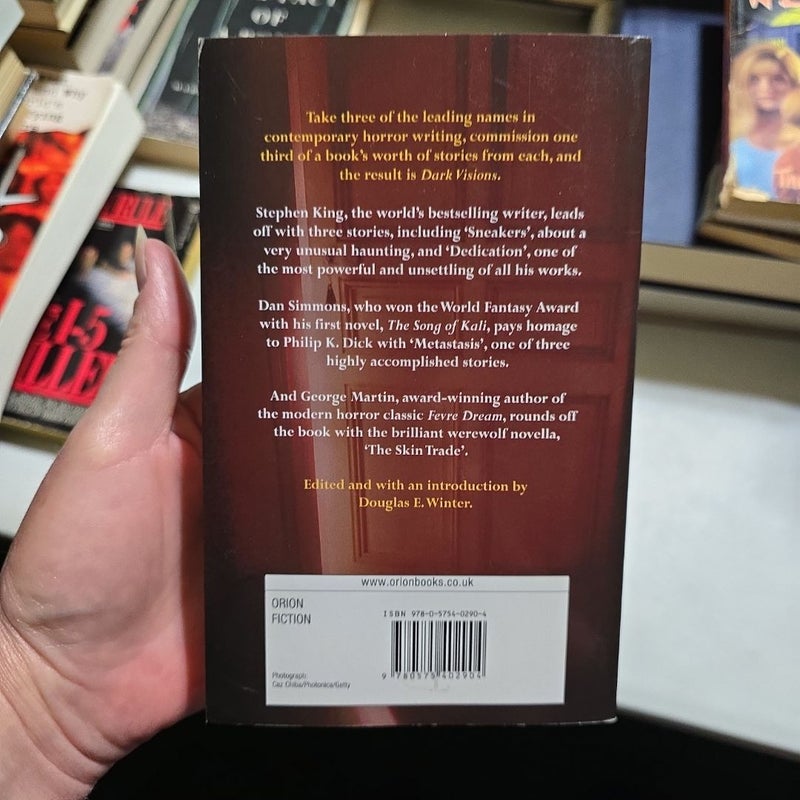 Take three of the leading names in
contemporary horror writing, commission one
third of a book's worth of stories from each, and
the result is Dark Visions.
Stephen King, the world's bestselling writer, leads
off with three stories, including 'Sneakers', about a
very unusual haunting, and 'Dedication', one of
the most powerful and unsettling of all his works.
Dan Simmons, who won the World Fantasy Award
with his first novel, The Song of Kali, pays homage
to Philip K. Dick with 'Metastasis', one of three
highly accomplished stories.
And George Martin, award-winning author of
the modern horror classic Fevre Dream, rounds off
the book with the brilliant werewolf novella,
'The Skin Trade'.
Edited and with an introduction by
Douglas E. Winter.
www.orionbooks.co.uk
ORION
FICTION
ISBN 978-0-5754-0290-4
9 780575 402904
Photograph:
Caz Chiba/Photonica/Getty
OF
I-5